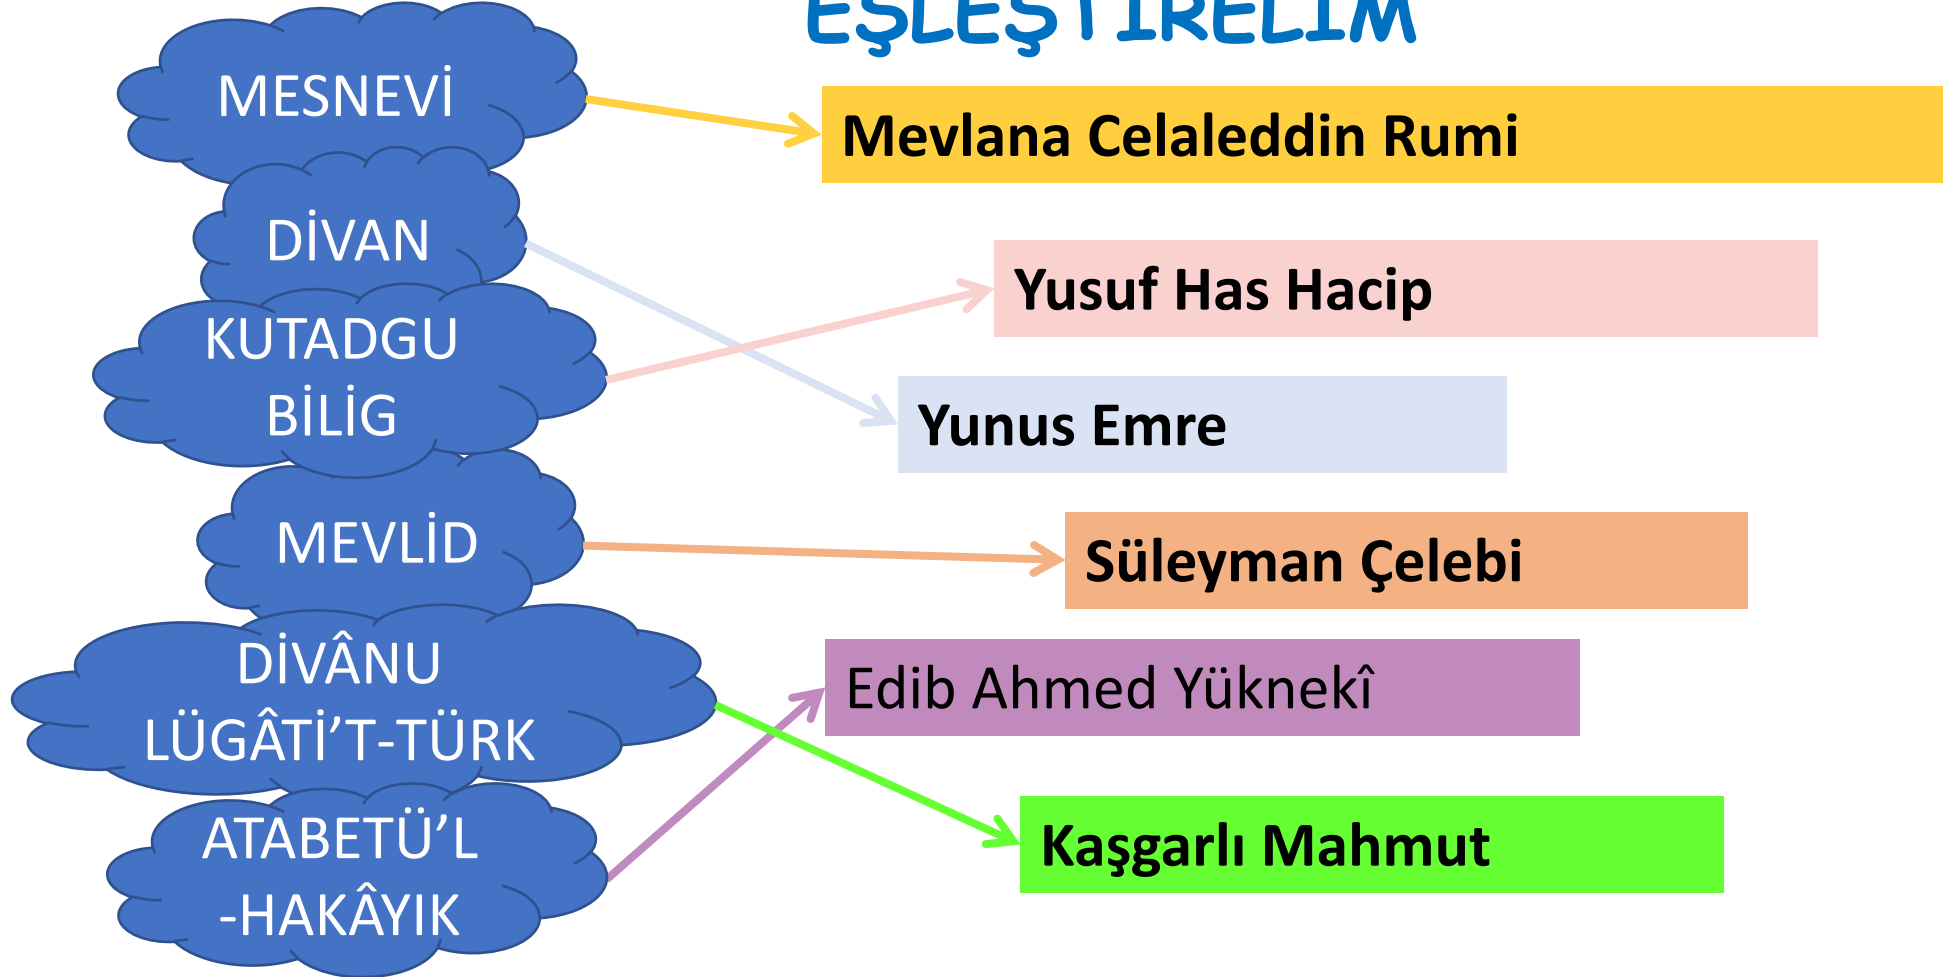 EŞLEŞTİRELİM
MESNEVİ
Mevlana Celaleddin Rumi
DİVAN
Yusuf Has Hacip
KUTADGU
BİLİG
Yunus Emre
MEVLİD
Süleyman Çelebi
DİVÂNU
LÜGÂTİ’T-TÜRK
Edib Ahmed Yüknekî
ATABETÜ’L
-HAKÂYIK
Kaşgarlı Mahmut